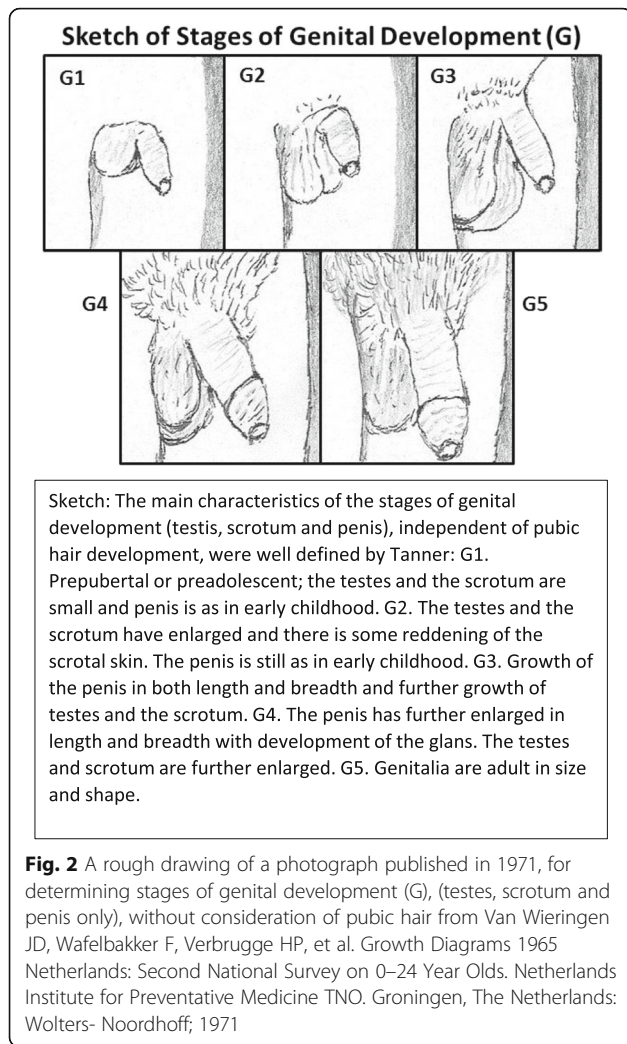 Sketch of Stages of Genital Development (G)
G1
G2
G3
G4
G5
Sketch: The main characteristics of the stages of genital
development (testis, scrotum and penis), independent of pubic
hair development, were well defined by Tanner: G1.
Prepubertal or preadolescent; the testes and the scrotum are
small and penis is as in early childhood. G2. The testes and the
scrotum have enlarged and there is some reddening of the
scrotal skin. The penis is still as in early childhood. G3. Growth of
the penis in both length and breadth and further growth of
testes and the scrotum. G4. The penis has further enlarged in
length and breadth with development of the glans. The testes
and scrotum are further enlarged. G5. Genitalia are adult in size
and shape.
Fig. 2 A rough drawing of a photograph published in 1971, for
determining stages of genital development (G), (testes, scrotum and
penis only), without consideration of pubic hair from Van Wieringen
JD, Wafelbakker F, Verbrugge HP, et al. Growth Diagrams 1965
Netherlands: Second National Survey on 0–24 Year Olds. Netherlands
Institute for Preventative Medicine TNO. Groningen, The Netherlands:
Wolters- Noordhoff; 1971